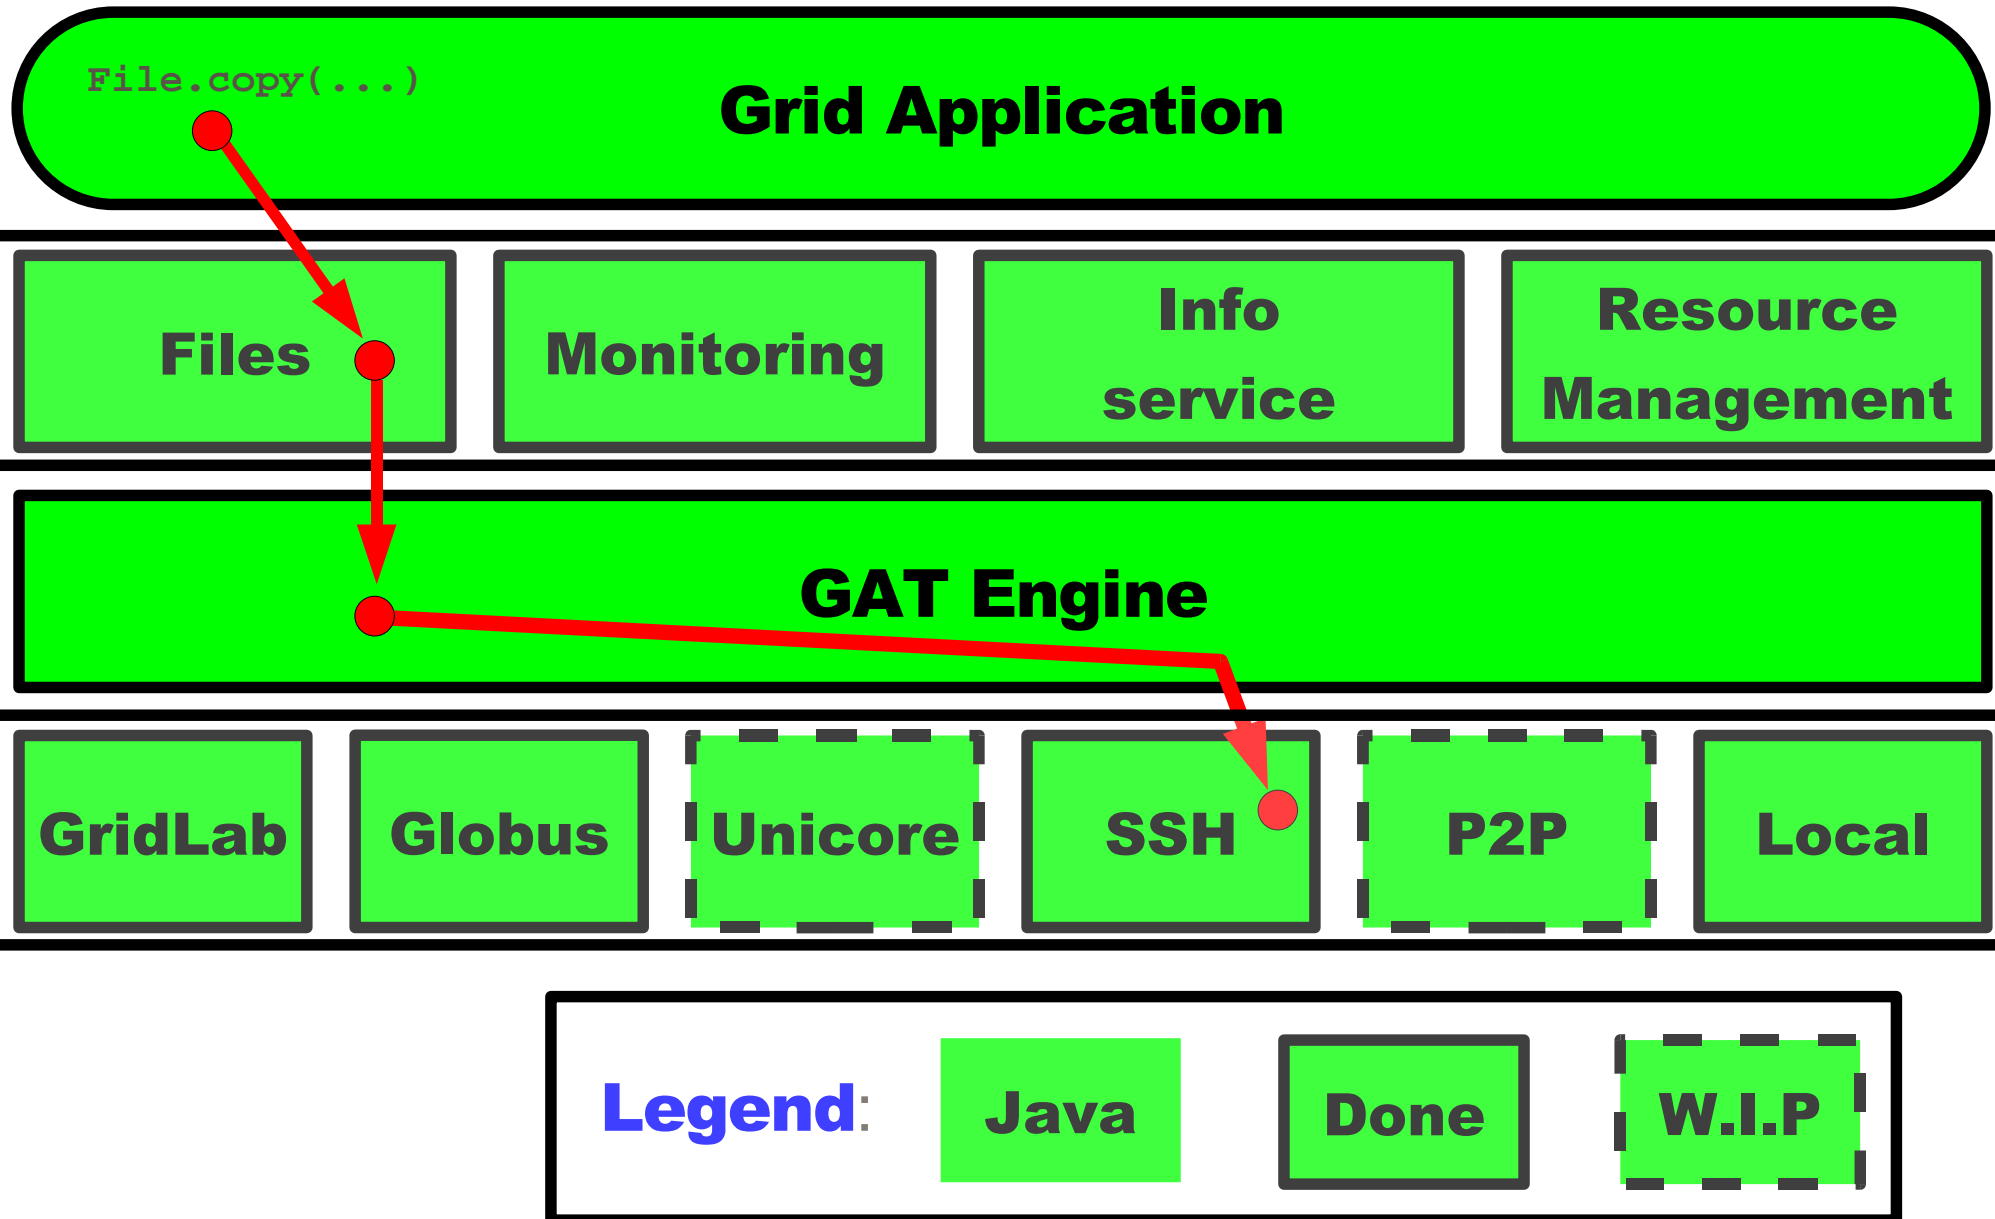 File.copy(...)
Grid Application
Files
Monitoring
Info
service
Resource
Management
GAT Engine
GridLab
Globus
Unicore
SSH
P2P
Local
Legend:
Java
Done
W.I.P